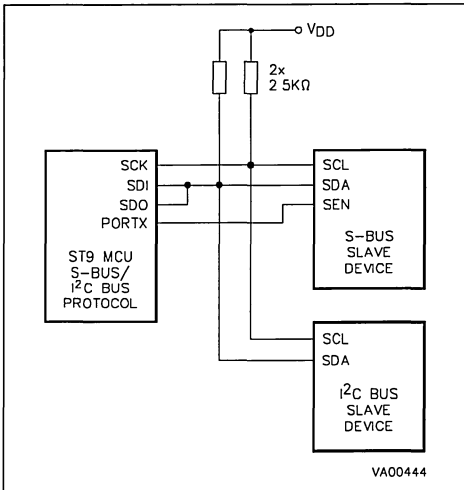 VDD
2x
2 5KΩ
SCK
SDI
SDO
PORTX
ST9 MCU
S-BUS/
I²C BUS
PROTOCOL
SCL
SDA
SEN
S-BUS
SLAVE
DEVICE
SCL
SDA
I²C BUS
SLAVE
DEVICE
VA00444